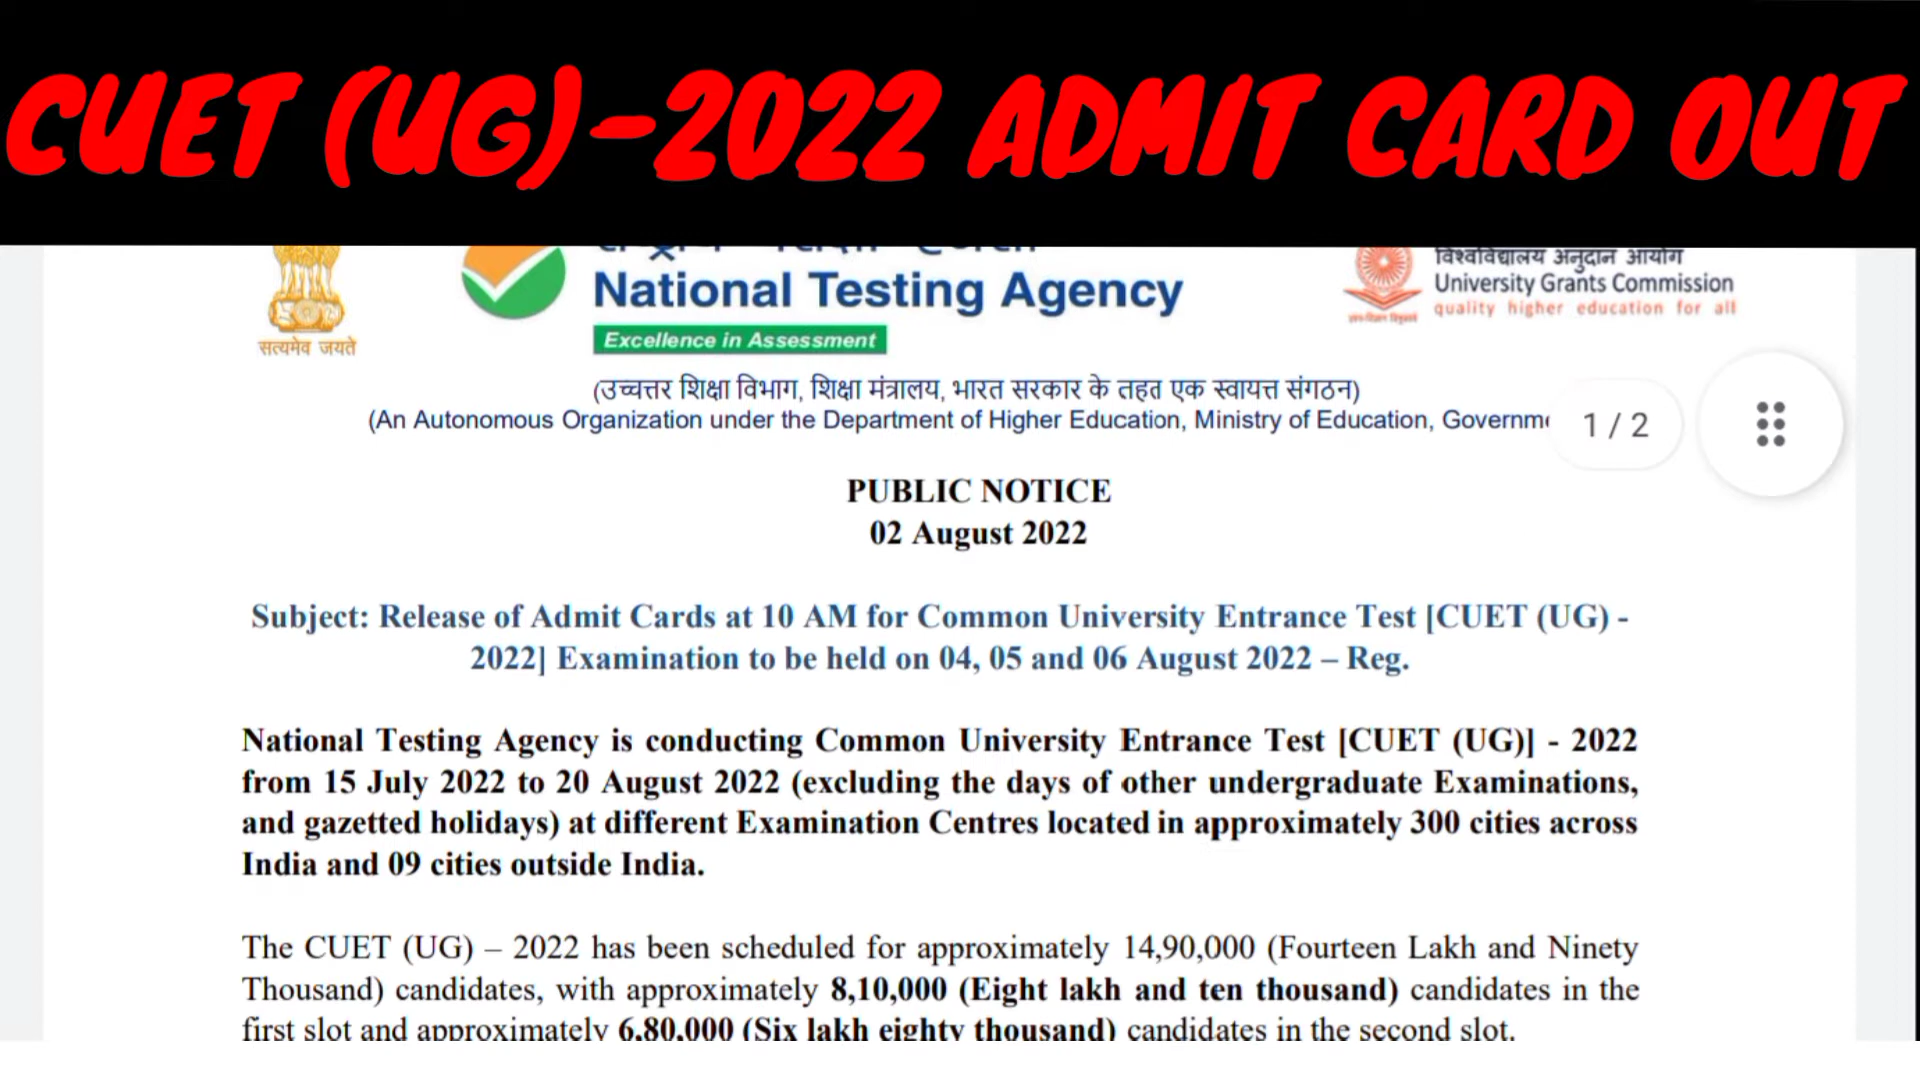 CUET (UG)-2022 ADMIT CARD OUT
विश्वविद्यालय अनुदान आयोग
National Testing Agency
University Grants Commission
quality higher education for all
Excellence in Assessment
सत्यमेव जयते
(उच्चत्तर शिक्षा विभाग, शिक्षा मंत्रालय, भारत सरकार के तहत एक स्वायत्त संगठन)
(An Autonomous Organization under the Department of Higher Education, Ministry of Education,
1 / 2
PUBLIC NOTICE
02 August 2022
Subject: Release of Admit Cards at 10 AM for Common University Entrance Test [CUET (UG) -
2022] Examination to be held on 04, 05 and 06 August 2022 – Reg.
National Testing Agency is conducting Common University Entrance Test [CUET (UG)] - 2022
from 15 July 2022 to 20 August 2022 (excluding the days of other undergraduate Examinations,
and gazetted holidays) at different Examination Centres located in approximately 300 cities across
India and 09 cities outside India.
The CUET (UG) – 2022 has been scheduled for approximately 14,90,000 (Fourteen Lakh and Ninety
Thousand) candidates, with approximately 8,10,000 (Eight lakh and ten thousand) candidates in the
first slot and approximately 6,80,000 (Six lakh eighty thousand) candidates in the second slot.